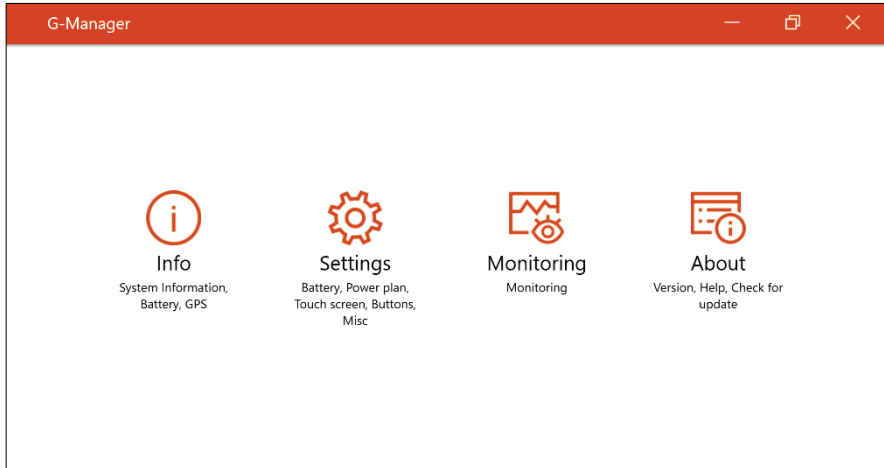 G-Manager
Info
System Information,
Battery, GPS
Settings
Battery, Power plan,
Touch screen, Buttons,
Misc
Monitoring
Monitoring
About
Version, Help, Check for
update